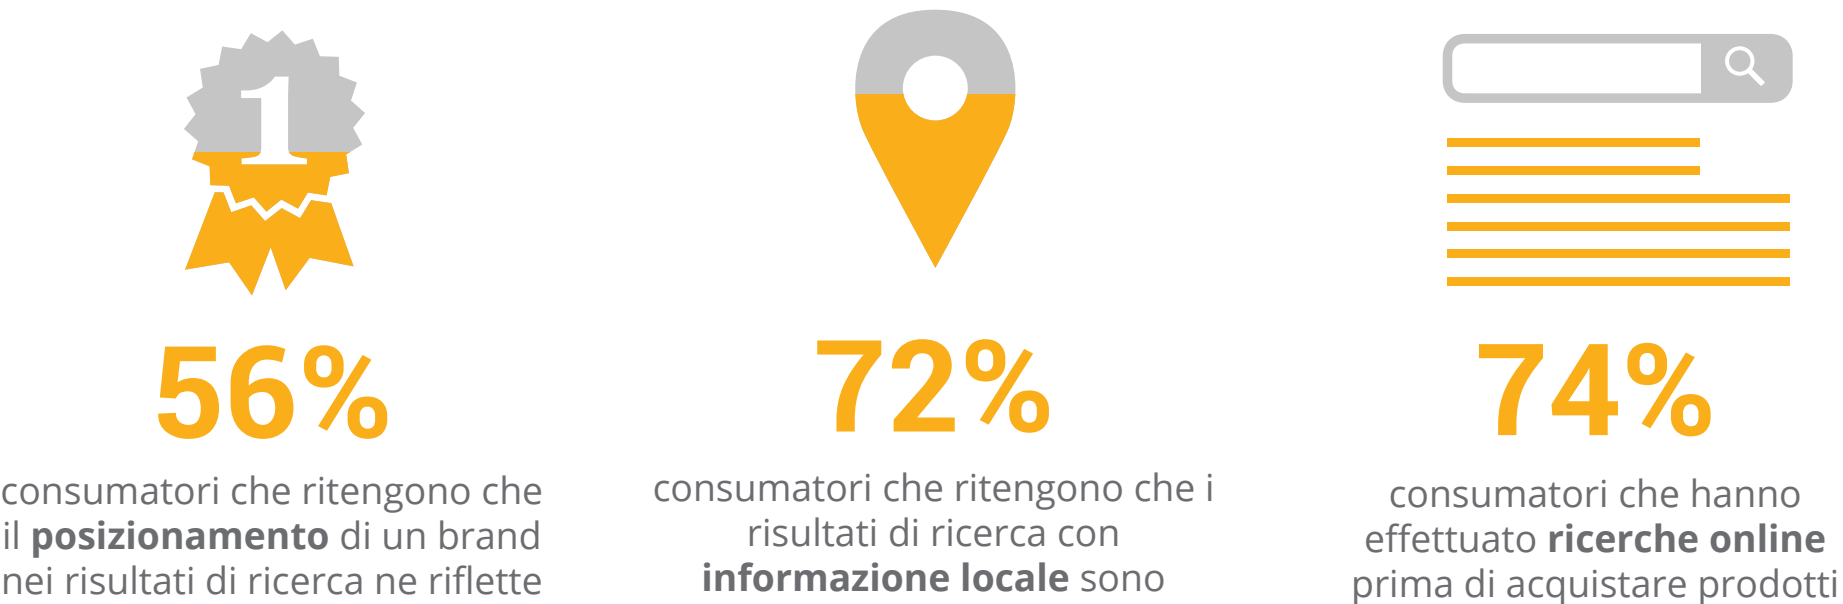 1
56%
consumatori che ritengono che
il posizionamento di un brand
nei risultati di ricerca ne riflette
72%
consumatori che ritengono che i
risultati di ricerca con
informazione locale sono
74%
consumatori che hanno
effettuato ricerche online
prima di acquistare prodotti